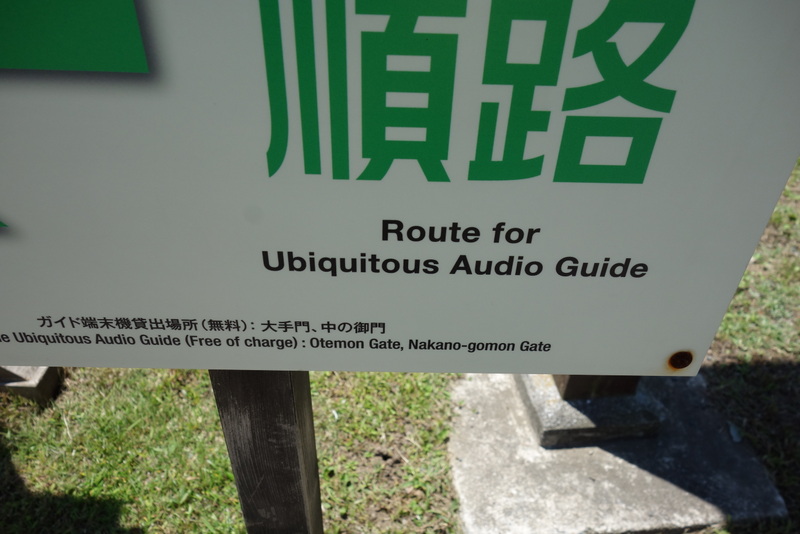 順路
Route for
Ubiquitous Audio Guide
ガイド端末機貸出場所(無料): 大手門、中の御門
Ubiquitous Audio Guide (Free of charge) : Otemon Gate, Nakano-gomon Gate